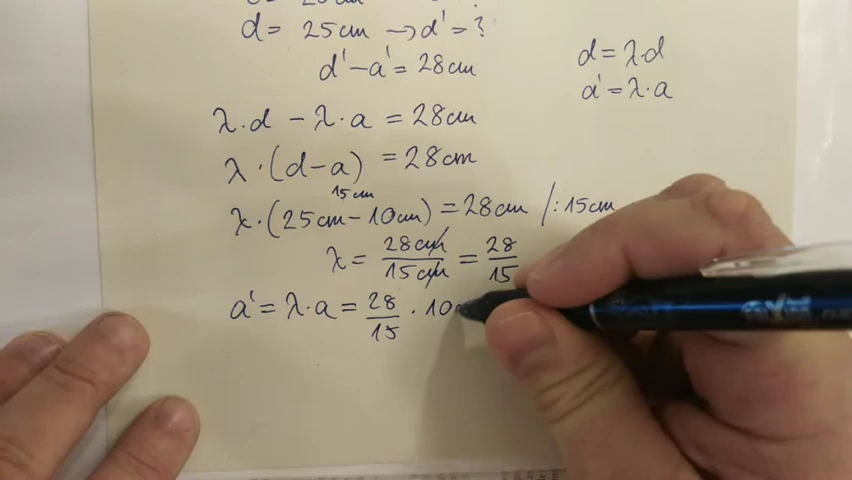 d = 25cm → d' = ?
d' - a' = 28cm
d = λ·d
a' = λ·a
λ·d - λ·a = 28cm
λ·(d-a) = 28cm
15cm
λ·(25cm - 10cm) = 28cm /:15cm
λ = 28cm/15cm = 28/15
a' = λ·a = 28/15 · 10